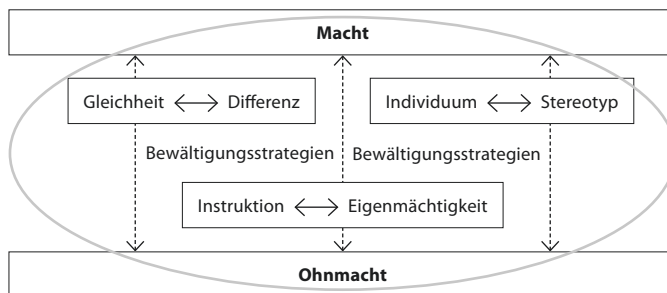 Macht
Gleichheit Differenz
Individuum Stereotyp
Bewältigungsstrategien Bewältigungsstrategien
Instruktion Eigenmächtigkeit
Ohnmacht